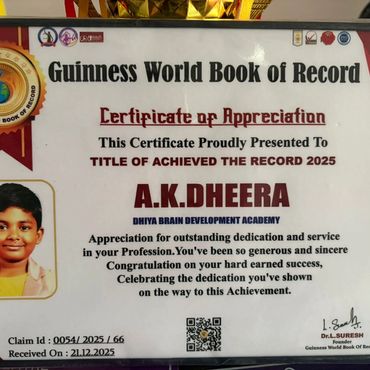 Guinness World Book of Record
Certificate of Appreciation
This Certificate Proudly Presented To
TITLE OF ACHIEVED THE RECORD 2025
A.K.DHEERA
DHIYA BRAIN DEVELOPMENT ACADEMY
Appreciation for outstanding dedication and service
in your Profession.You've been so generous and sincere
Congratulation on your hard earned success,
Celebrating the dedication you've shown
on the way to this Achievement.
Claim Id : 0054/ 2025 / 66
Received On : 21.12.2025
Dr.L.SURESH
Founder
Guinness World Book Of Re
BOOK OF RECORD